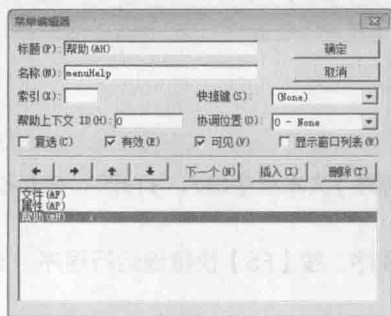 菜单编辑器
标题(P): 帮助(&H)
确定
名称(M): menuHelp
取消
索引(X):
快捷键(S): (None)
帮助上下文 ID(H): 0
协调位置(O): 0 - None
复选(C) 有效(E) 可见(V) 显示窗口列表(W)
下一个(N) 插入(I) 删除(T)
文件(&F)
属性(&P)
帮助(&H)